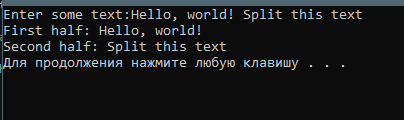 Enter some text:Hello, world! Split this text
First half: Hello, world!
Second half: Split this text
Для продолжения нажмите любую клавишу . . .